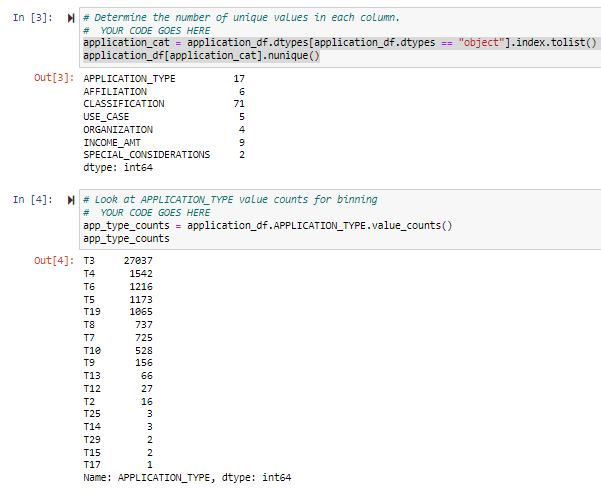 In [3]: # Determine the number of unique values in each column.
# YOUR CODE GOES HERE
application_cat = application_df.dtypes[application_df.dtypes == "object"].index.tolist()
application_df[application_cat].nunique()
Out[3]: APPLICATION_TYPE 17
AFFILIATION 6
CLASSIFICATION 71
USE_CASE 5
ORGANIZATION 4
INCOME_AMT 9
SPECIAL_CONSIDERATIONS 2
dtype: int64
In [4]: # Look at APPLICATION_TYPE value counts for binning
# YOUR CODE GOES HERE
app_type_counts = application_df.APPLICATION_TYPE.value_counts()
app_type_counts
Out[4]: T3 27037
T4 1542
T6 1216
T5 1173
T19 1065
T8 737
T7 725
T10 528
T9 156
T13 66
T12 27
T2 16
T25 3
T14 3
T29 2
T15 2
T17 1
Name: APPLICATION_TYPE, dtype: int64